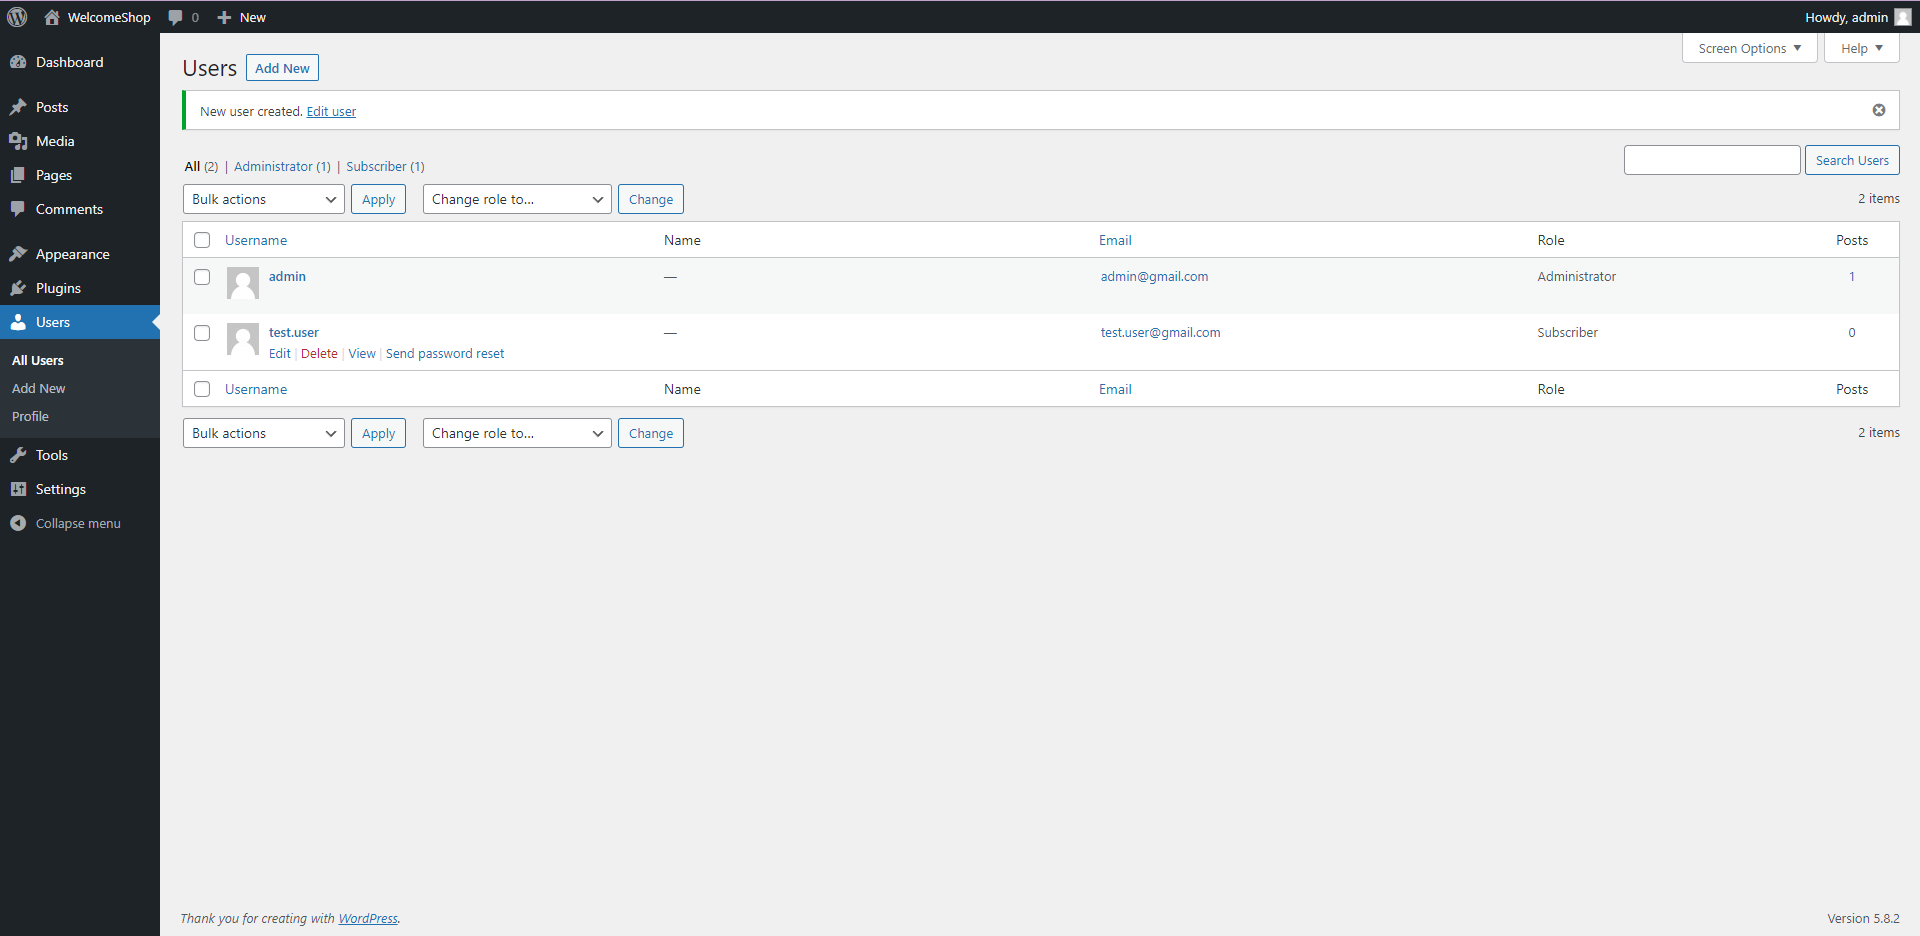 WelcomeShop 0 New Howdy, admin
Dashboard
Posts
Media
Pages
Comments
Appearance
Plugins
Users
All Users
Add New
Profile
Tools
Settings
Collapse menu
Screen Options Help
Users Add New
New user created. Edit user
All (2) | Administrator (1) | Subscriber (1)
Search Users
Bulk actions Apply Change role to... Change 2 items
Username Name Email Role Posts
admin — admin@gmail.com Administrator 1
test.user — test.user@gmail.com Subscriber 0
Edit | Delete | View | Send password reset
Username Name Email Role Posts
Bulk actions Apply Change role to... Change 2 items
Thank you for creating with WordPress. Version 5.8.2